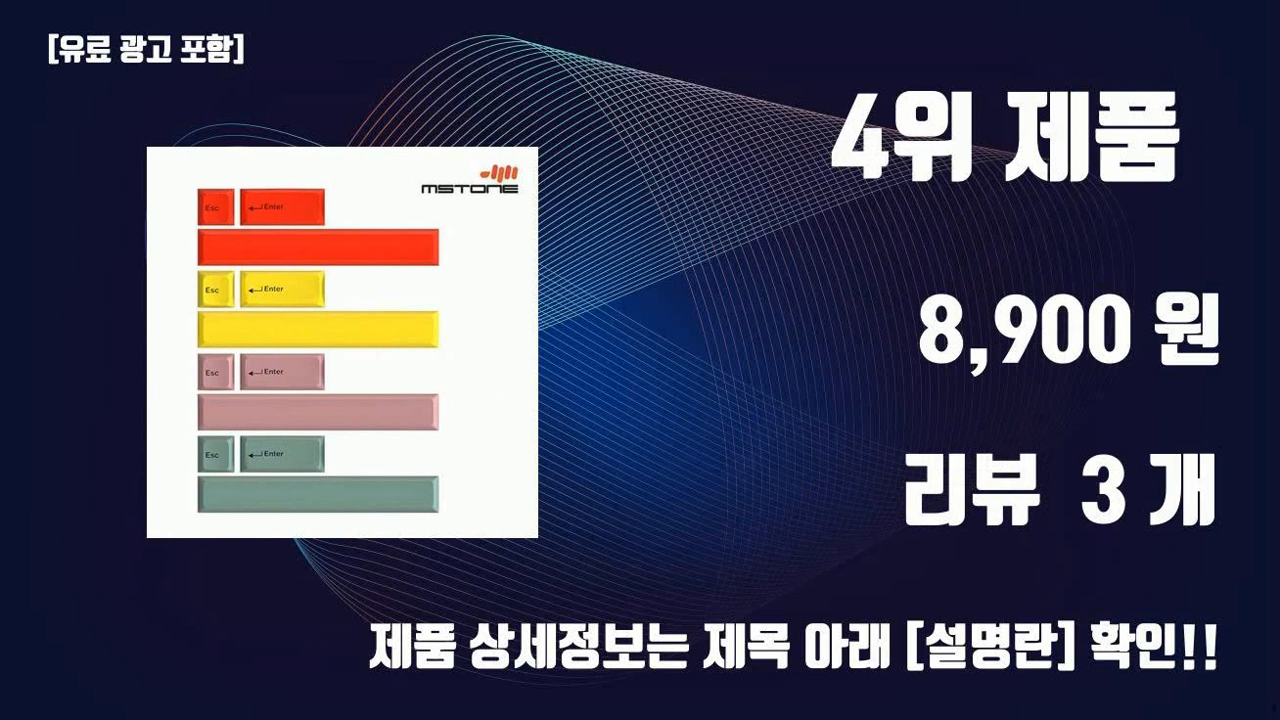 [유료 광고 포함]
4위 제품
mstone
Esc
Enter
Esc
Enter
Esc
Enter
Esc
Enter
8,900 원
리뷰 3 개
제품 상세정보는 제목 아래 [설명란] 확인!!